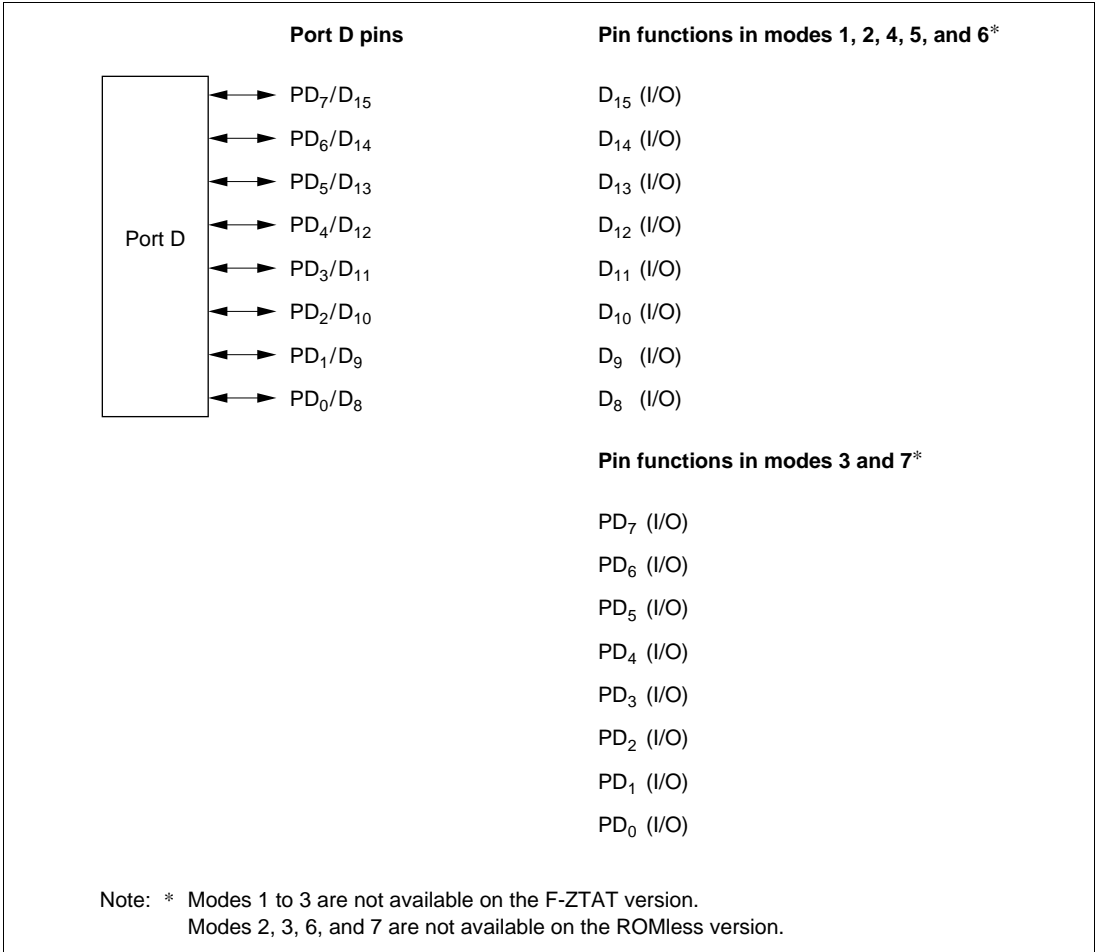 Port D pins Pin functions in modes 1, 2, 4, 5, and 6*
PD7/D15 D15 (I/O)
PD6/D14 D14 (I/O)
PD5/D13 D13 (I/O)
PD4/D12 D12 (I/O)
Port D
PD3/D11 D11 (I/O)
PD2/D10 D10 (I/O)
PD1/D9 D9 (I/O)
PD0/D8 D8 (I/O)
Pin functions in modes 3 and 7*
PD7 (I/O)
PD6 (I/O)
PD5 (I/O)
PD4 (I/O)
PD3 (I/O)
PD2 (I/O)
PD1 (I/O)
PD0 (I/O)
Note: * Modes 1 to 3 are not available on the F-ZTAT version.
Modes 2, 3, 6, and 7 are not available on the ROMless version.